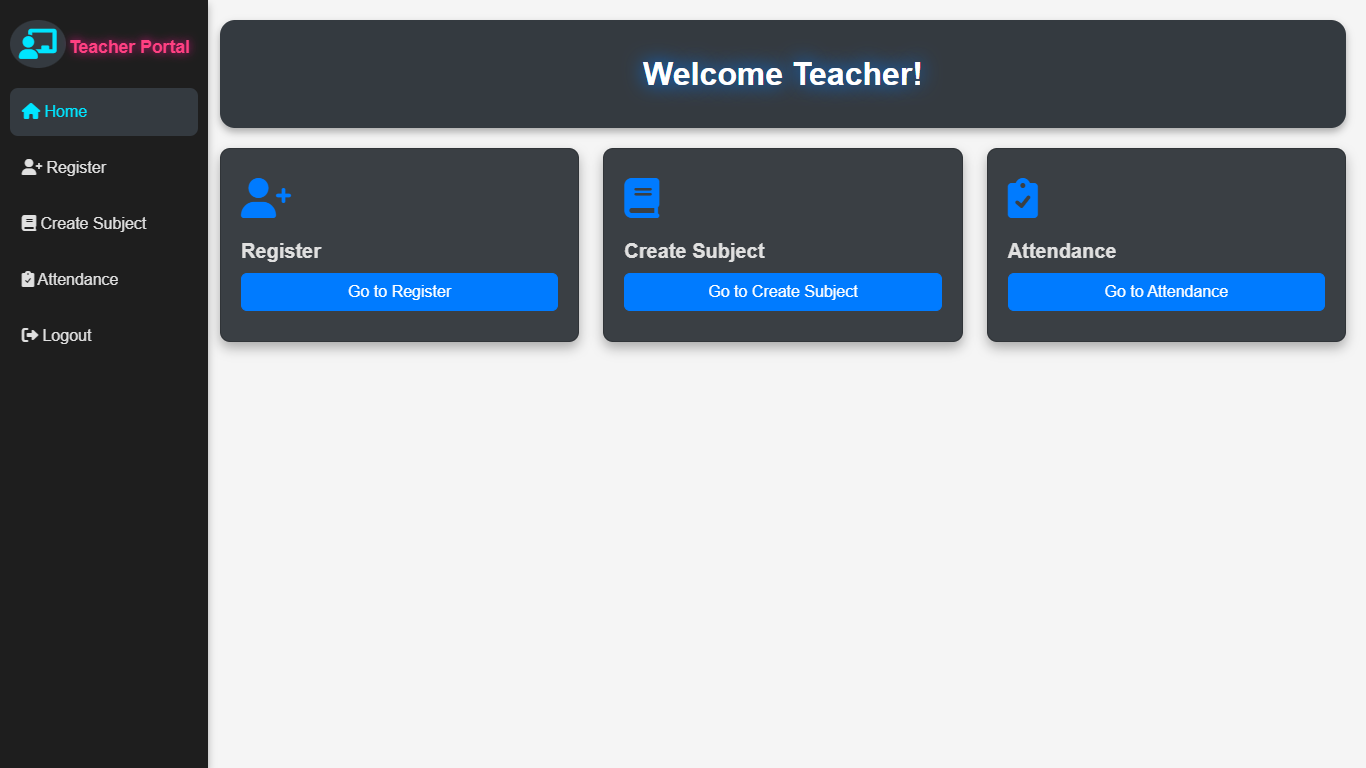 Teacher Portal
Home
Register
Create Subject
Attendance
Logout
Welcome Teacher!
Register
Go to Register
Create Subject
Go to Create Subject
Attendance
Go to Attendance